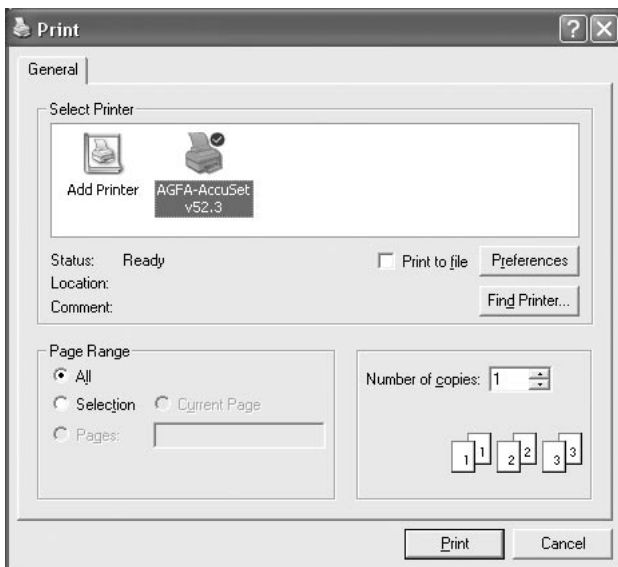 Print
General
Select Printer
Add Printer
AGFA-AccuSet
v52.3
Status: Ready
Location:
Comment:
Print to file
Preferences
Find Printer...
Page Range
All
Selection Current Page
Pages:
Number of copies: 1
1 1 2 2 3 3
Print Cancel